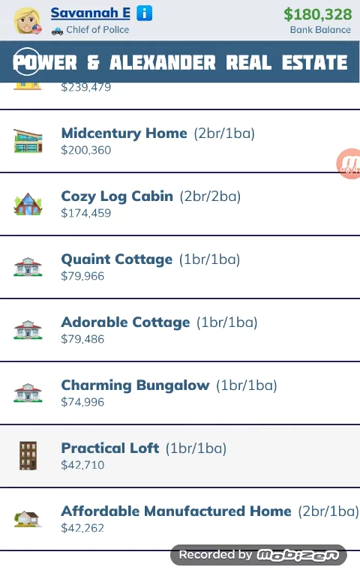 Savannah E
$180,328
Chief of Police
Bank Balance
POWER & ALEXANDER REAL ESTATE
$239,479
Midcentury Home (2br/1ba)
$200,360
Cozy Log Cabin (2br/2ba)
$174,459
Quaint Cottage (1br/1ba)
$79,966
Adorable Cottage (1br/1ba)
$79,486
Charming Bungalow (1br/1ba)
$74,996
Practical Loft (1br/1ba)
$42,710
Affordable Manufactured Home (2br/1ba)
$42,262
Recorded by mobizen